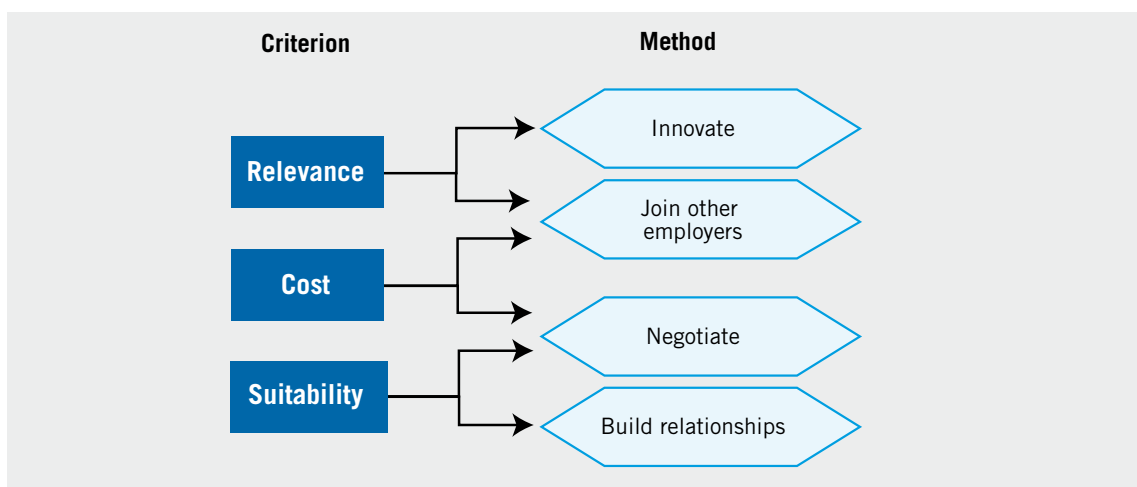 Criterion
Method
Innovate
Relevance
Join other
employers
Cost
Negotiate
Suitability
Build relationships